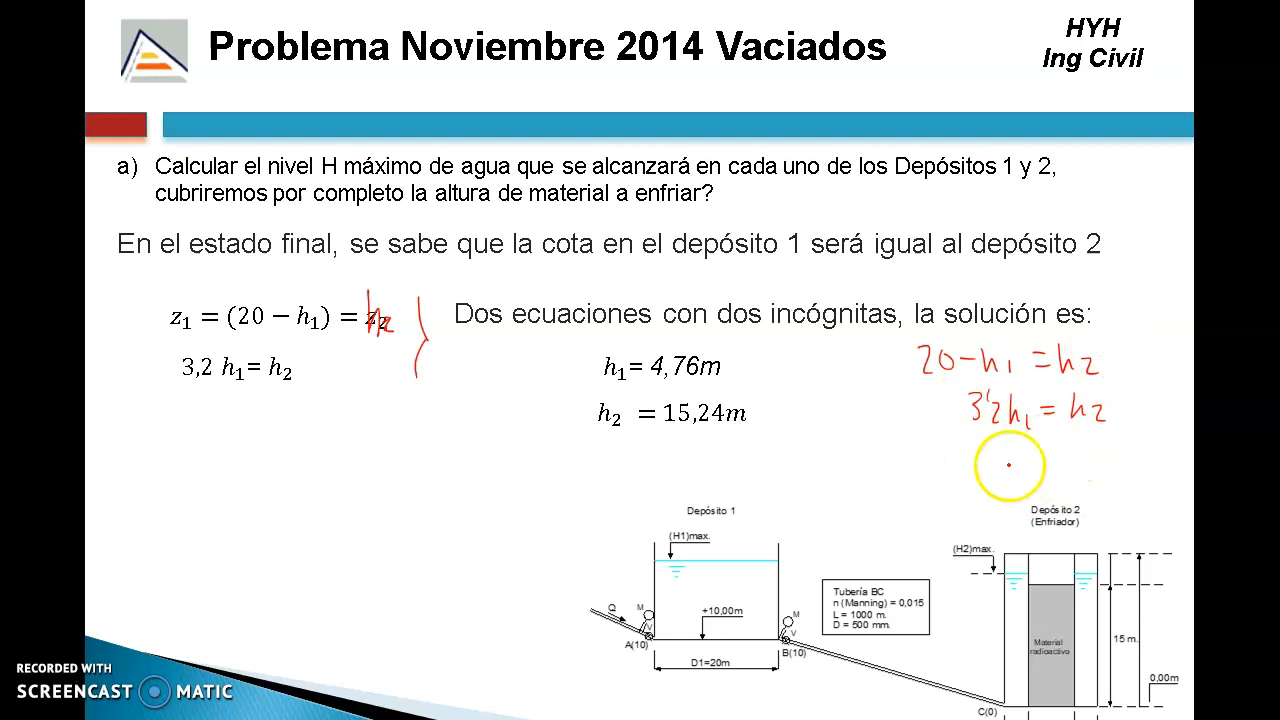 Problema Noviembre 2014 Vaciados
HYH
Ing Civil
a) Calcular el nivel H máximo de agua que se alcanzará en cada uno de los Depósitos 1 y 2,
cubriremos por completo la altura de material a enfriar?
En el estado final, se sabe que la cota en el depósito 1 será igual al depósito 2
z₁ = (20 − h₁) = z₂
h₂
Dos ecuaciones con dos incógnitas, la solución es:
3,2 h₁= h₂
h₁= 4,76m
20 − h₁ = h₂
h₂ = 15,24m
3'2h₁ = h₂
Depósito 1
Depósito 2
(Enfriador)
(H1)max.
(H2)max.
Tubería BC
n (Manning) = 0,015
L = 1000 m.
D = 500 mm.
Q
M
V
+10,00m
M
V
A(10)
B(10)
D1=20m
Material
radioactivo
15 m.
0,00m
C(0)
RECORDED WITH
SCREENCAST MATIC